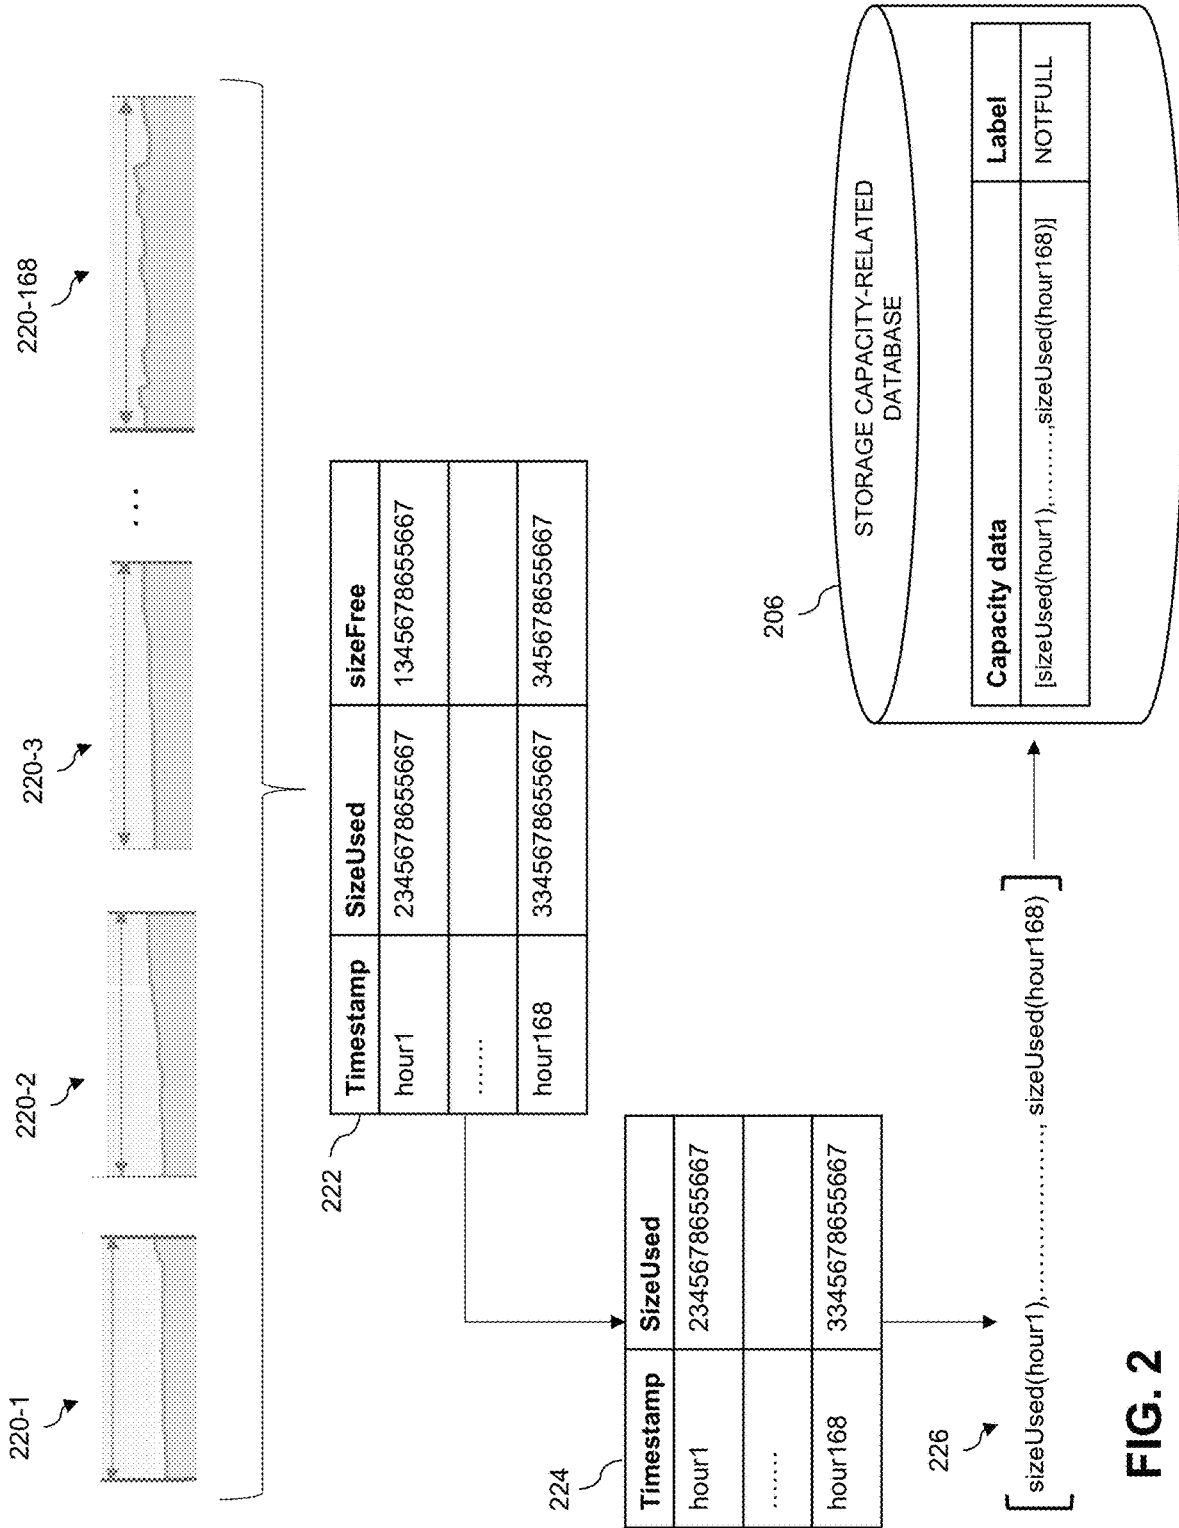 220-1
220-2
220-3
220-168
. . .
222
Timestamp SizeUsed sizeFree
hour1 2345678655667 1345678655667
.......
hour168 3345678655667 345678655667
224
Timestamp SizeUsed
hour1 2345678655667
.......
hour168 3345678655667
206
STORAGE CAPACITY-RELATED
DATABASE
Capacity data Label
[sizeUsed(hour1),.........,sizeUsed(hour168)] NOTFULL
226
[sizeUsed(hour1),..................... sizeUsed(hour168)]
FIG. 2